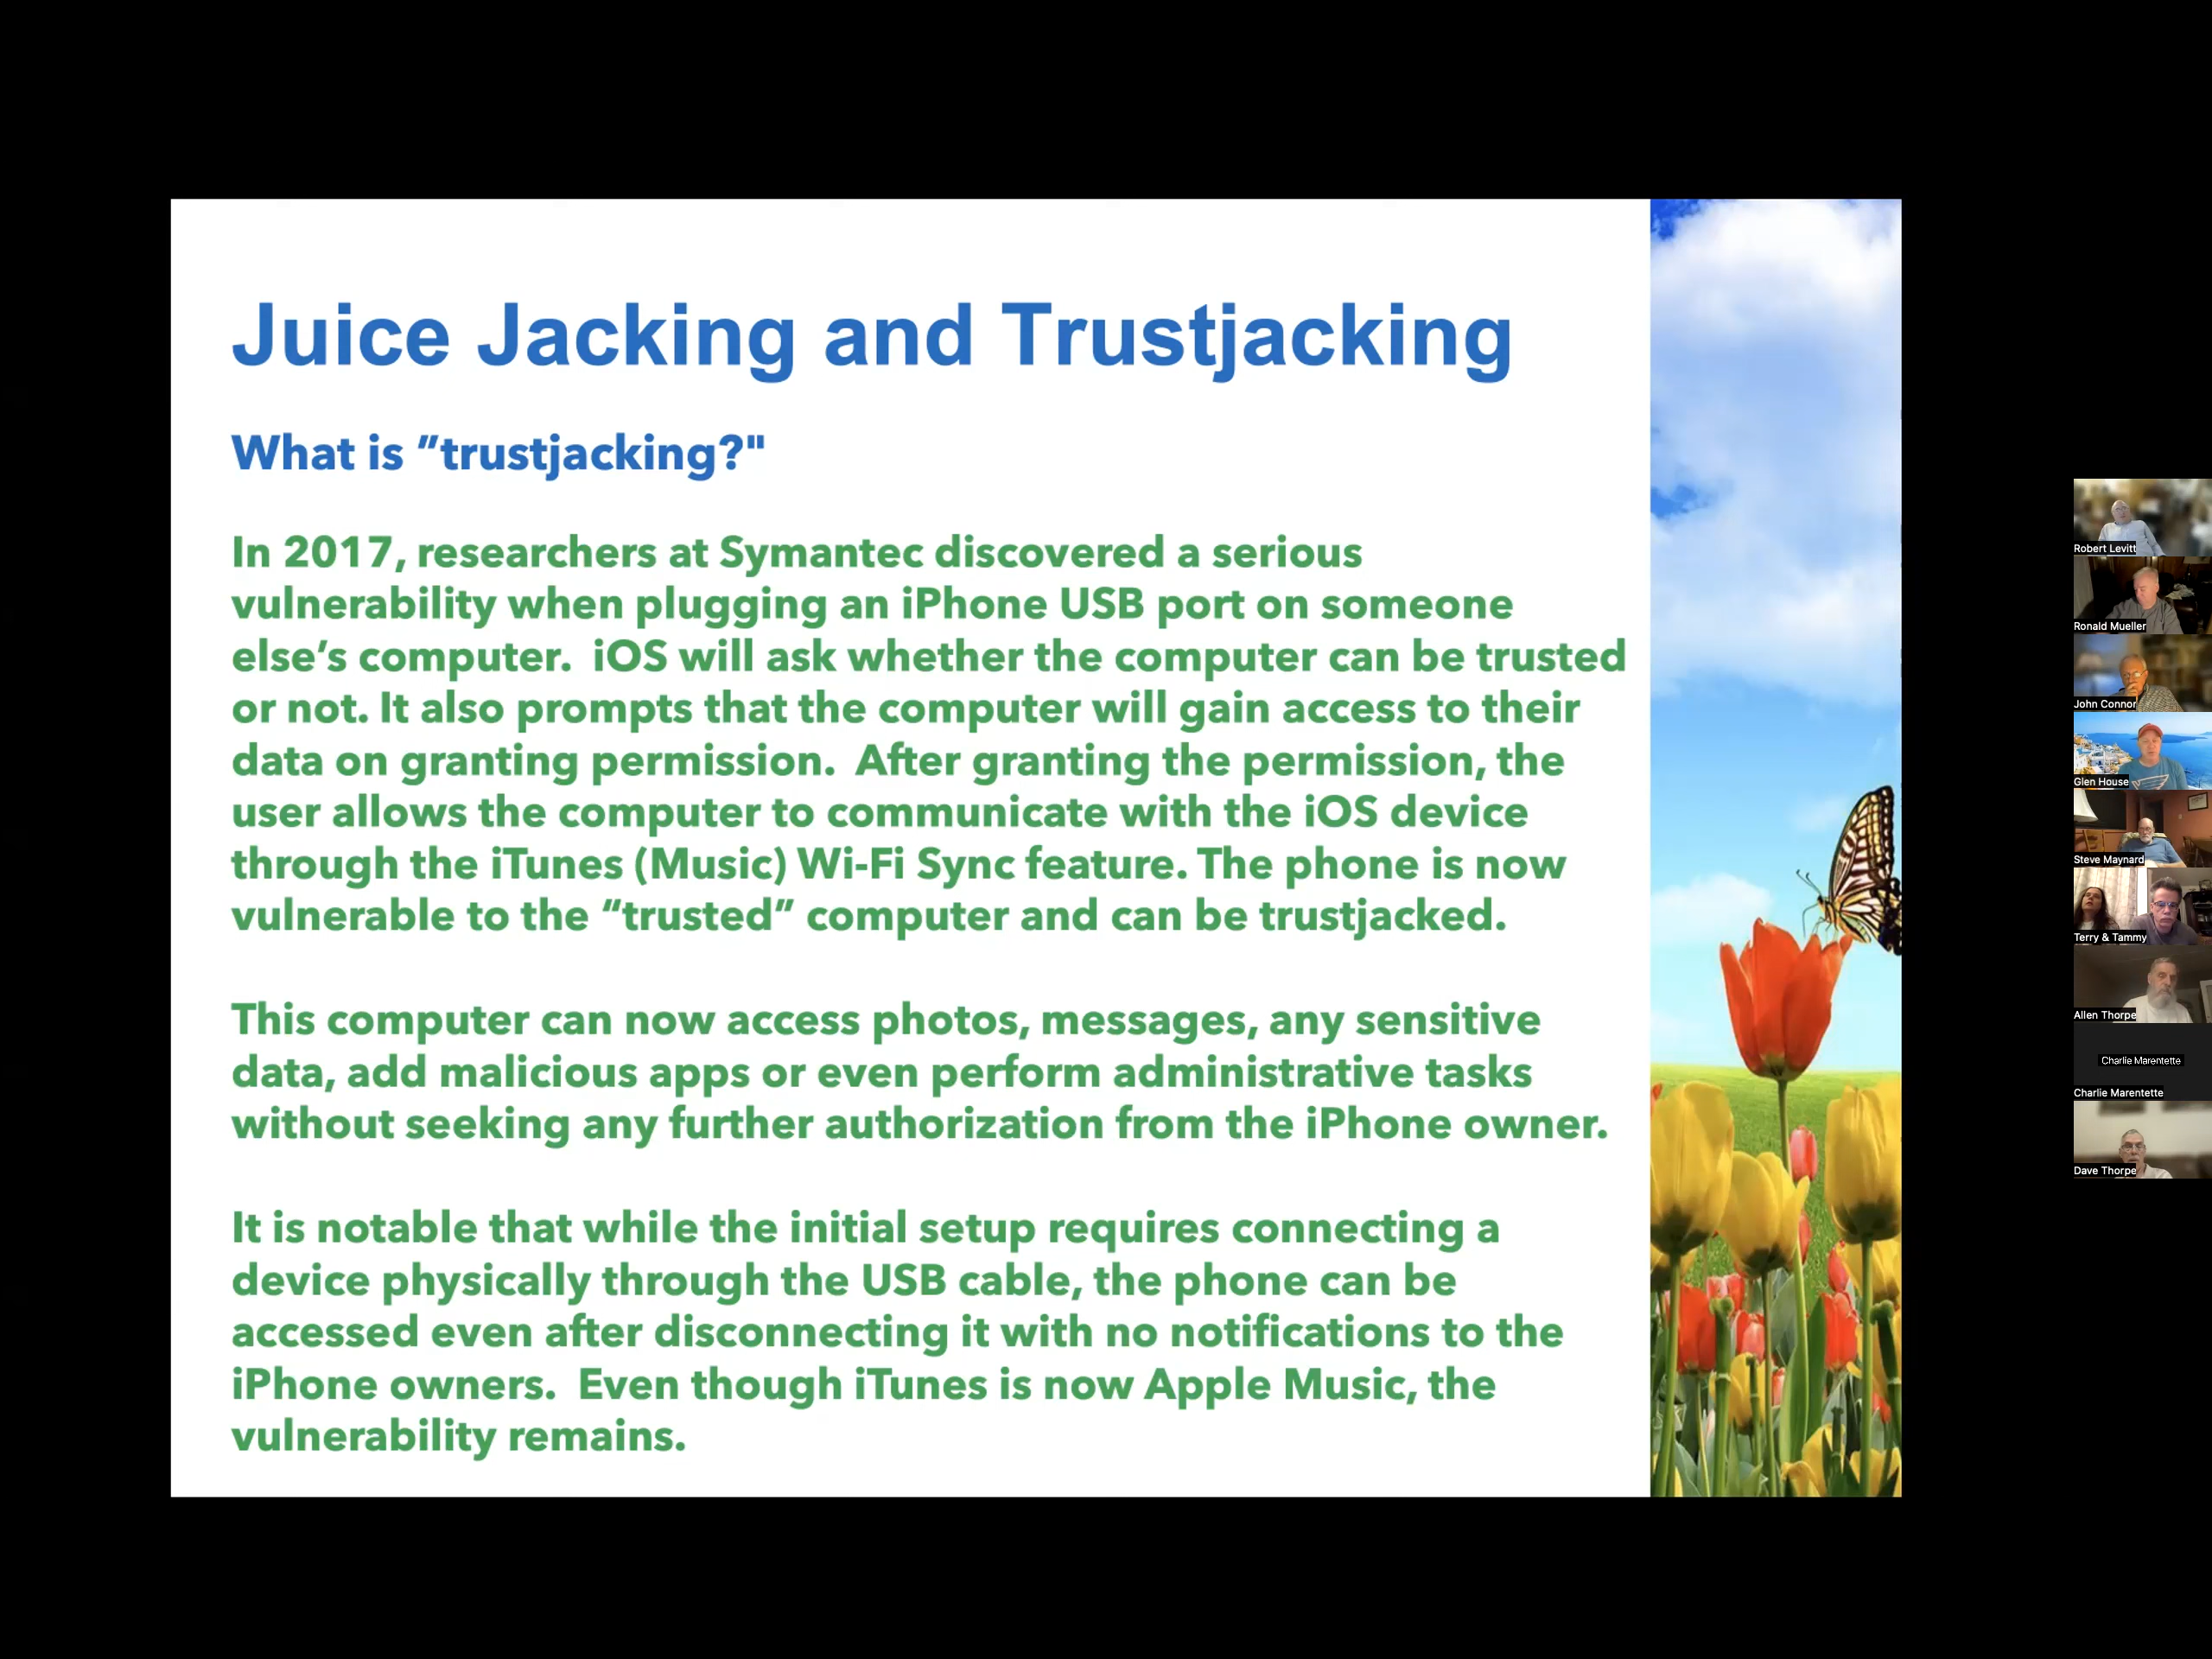 Juice Jacking and Trustjacking
What is ”trustjacking?"
In 2017, researchers at Symantec discovered a serious
vulnerability when plugging an iPhone USB port on someone
else’s computer.  iOS will ask whether the computer can be trusted
or not. It also prompts that the computer will gain access to their
data on granting permission.  After granting the permission, the
user allows the computer to communicate with the iOS device
through the iTunes (Music) Wi-Fi Sync feature. The phone is now
vulnerable to the “trusted” computer and can be trustjacked.
This computer can now access photos, messages, any sensitive
data, add malicious apps or even perform administrative tasks
without seeking any further authorization from the iPhone owner.
It is notable that while the initial setup requires connecting a
device physically through the USB cable, the phone can be
accessed even after disconnecting it with no notifications to the
iPhone owners.  Even though iTunes is now Apple Music, the
vulnerability remains.
Robert Levitt
Ronald Mueller
John Connor
Glen House
Steve Maynard
Terry & Tammy
Allen Thorpe
Charlie Marentette
Charlie Marentette
Dave Thorpe